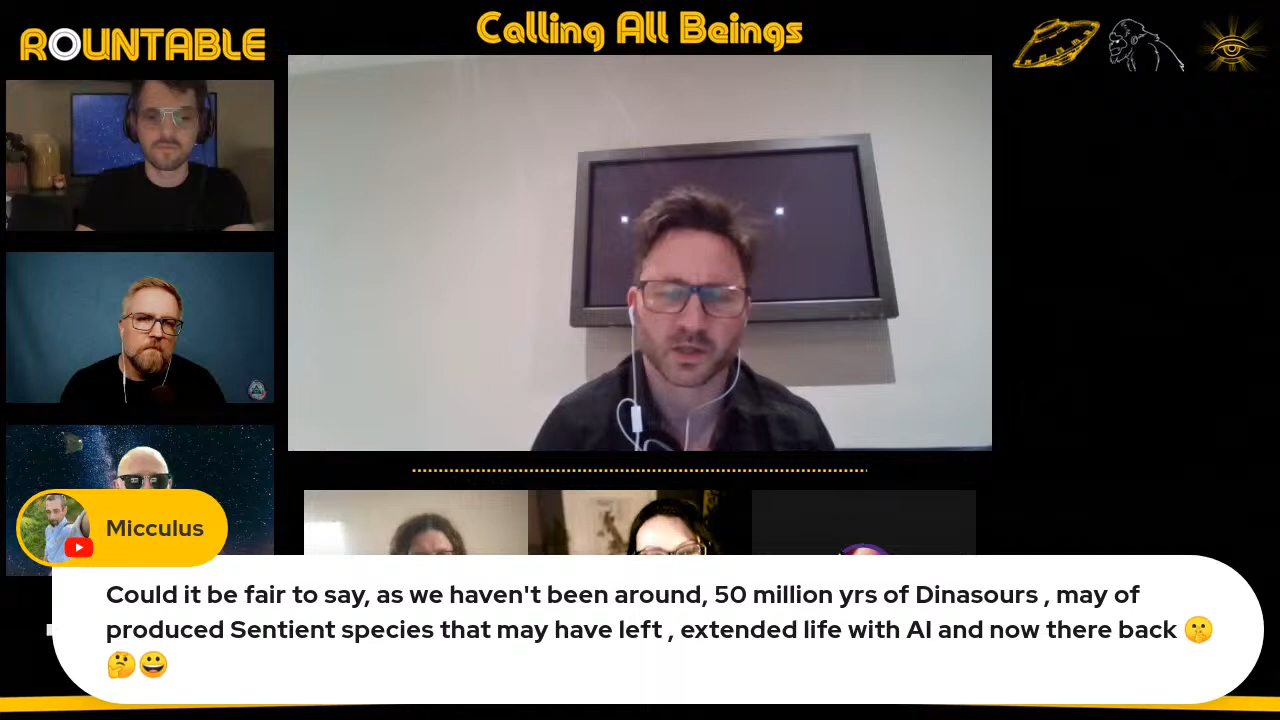 ROUNTABLE
Calling All Beings
Micculus
Could it be fair to say, as we haven't been around, 50 million yrs of Dinasours , may of
produced Sentient species that may have left , extended life with AI and now there back 🤫
🤔😀